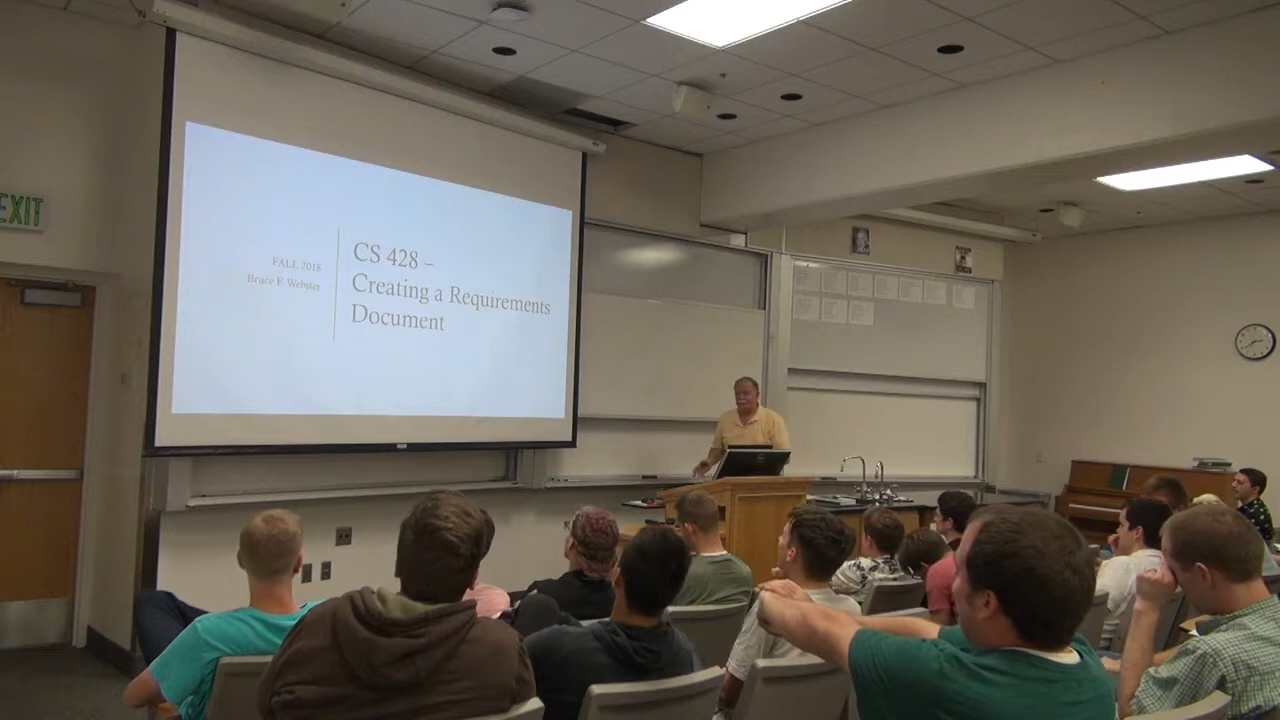 EXIT
FALL 2018
Bruce F. Webster
CS 428 –
Creating a Requirements
Document